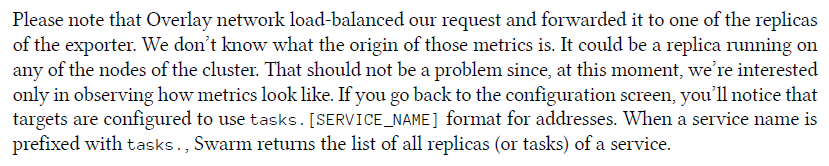 Please note that Overlay network load-balanced our request and forwarded it to one of the replicas
of the exporter. We don’t know what the origin of those metrics is. It could be a replica running on
any of the nodes of the cluster. That should not be a problem since, at this moment, we’re interested
only in observing how metrics look like. If you go back to the configuration screen, you’ll notice that
targets are configured to use tasks.[SERVICE_NAME] format for addresses. When a service name is
prefixed with tasks., Swarm returns the list of all replicas (or tasks) of a service.